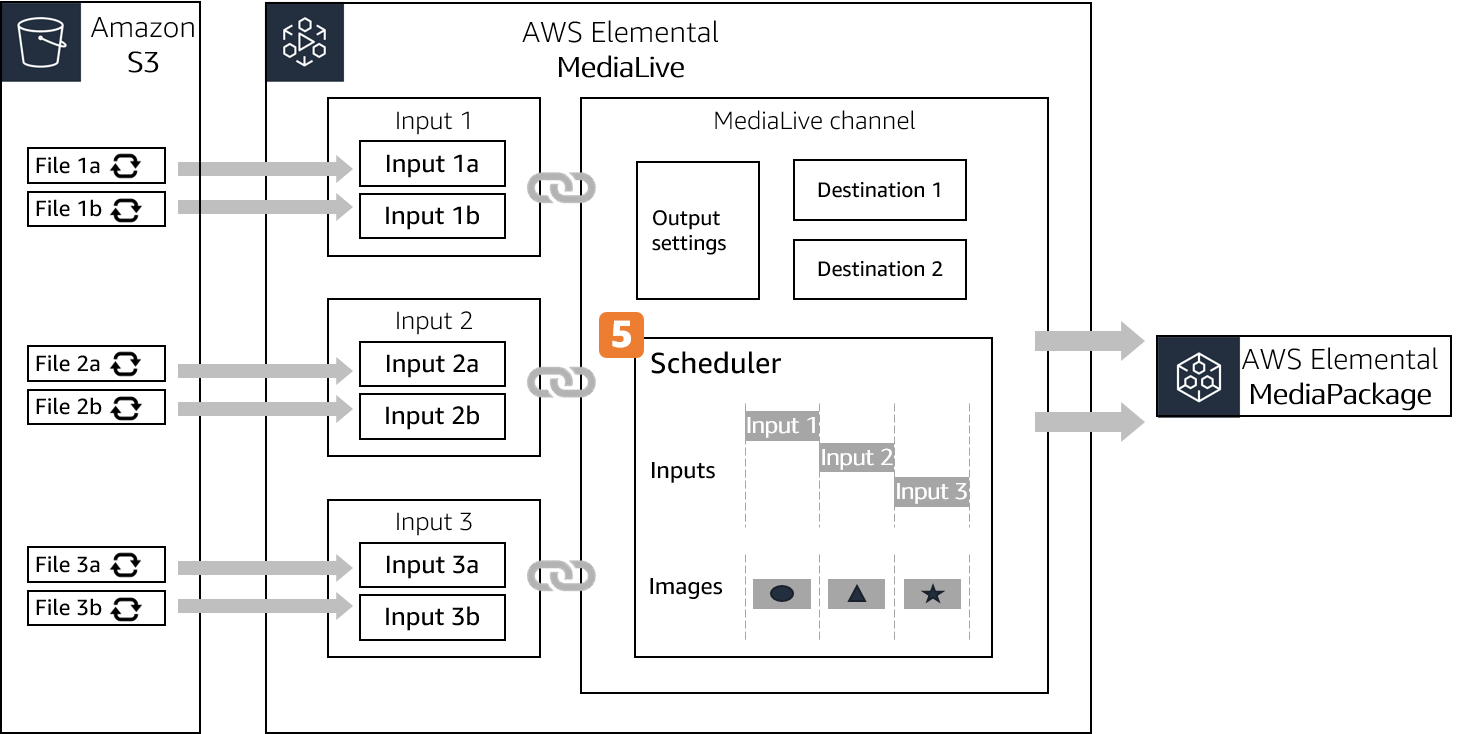 Amazon
S3
File 1a
File 1b
File 2a
File 2b
File 3a
File 3b
AWS Elemental
MediaLive
Input 1
Input 1a
Input 1b
Input 2
Input 2a
Input 2b
Input 3
Input 3a
Input 3b
MediaLive channel
Output
settings
Destination 1
Destination 2
5
Scheduler
Inputs
Input 1
Input 2
Input 3
Images
AWS Elemental
MediaPackage